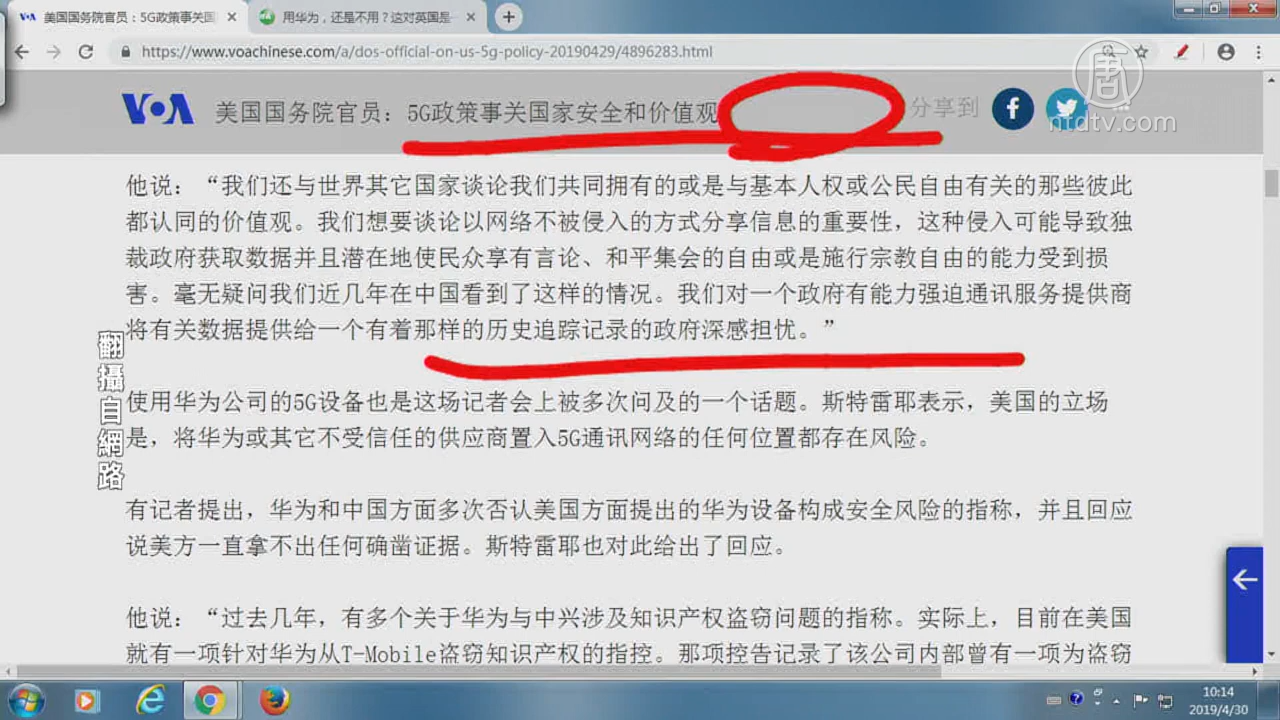 美国国务院官员：5G政策事关国
用华为，还是不用？这对英国是
https://www.voachinese.com/a/dos-official-on-us-5g-policy-20190429/4896283.html
VOA 美国国务院官员：5G政策事关国家安全和价值观 分享到
唐
ntdtv.com
他说：“我们还与世界其它国家谈论我们共同拥有的或是与基本人权或公民自由有关的那些彼此
都认同的价值观。我们想要谈论以网络不被侵入的方式分享信息的重要性，这种侵入可能导致独
裁政府获取数据并且潜在地使民众享有言论、和平集会的自由或是施行宗教自由的能力受到损
害。毫无疑问我们近几年在中国看到了这样的情况。我们对一个政府有能力强迫通讯服务提供商
将有关数据提供给一个有着那样的历史追踪记录的政府深感担忧。”
翻攝自網路
使用华为公司的5G设备也是这场记者会上被多次问及的一个话题。斯特雷耶表示，美国的立场
是，将华为或其它不受信任的供应商置入5G通讯网络的任何位置都存在风险。
有记者提出，华为和中国方面多次否认美国方面提出的华为设备构成安全风险的指称，并且回应
说美方一直拿不出任何确凿证据。斯特雷耶也对此给出了回应。
他说：“过去几年，有多个关于华为与中兴涉及知识产权盗窃问题的指称。实际上，目前在美国
就有一项针对华为从T-Mobile盗窃知识产权的指控。那项控告记录了该公司内部曾有一项为盗窃
10:14
2019/4/30